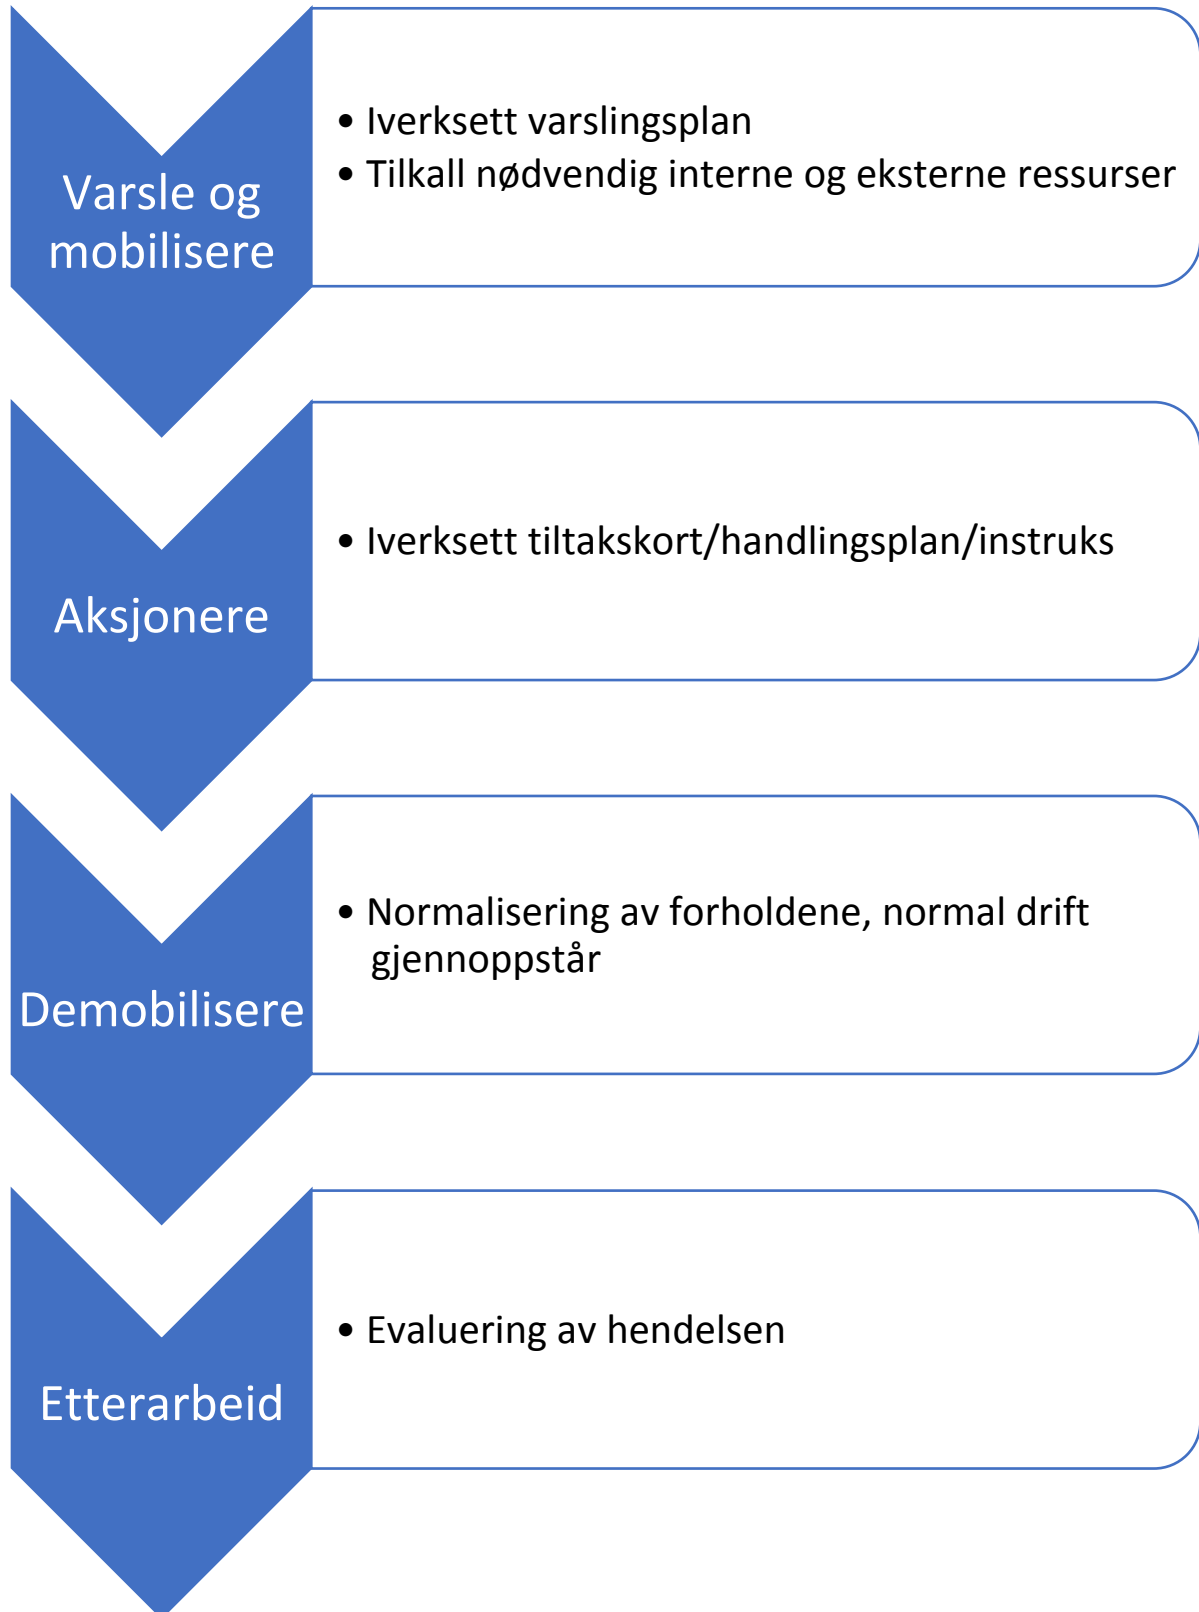 Varsle og
mobilisere
• Iverksett varslingsplan
• Tilkall nødvendig interne og eksterne ressurser
Aksjonere
• Iverksett tiltakskort/handlingsplan/instruks
Demobilisere
• Normalisering av forholdene, normal drift
gjennoppstår
Etterarbeid
• Evaluering av hendelsen